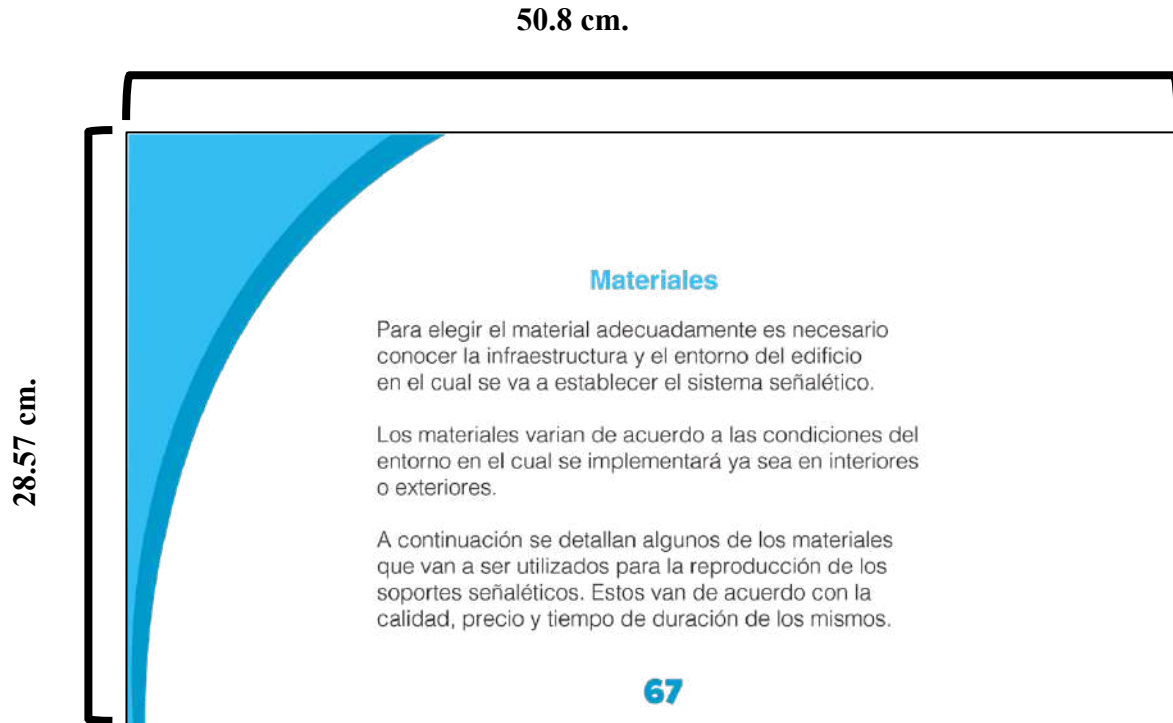 50.8 cm.
28.57 cm.
Materiales
Para elegir el material adecuadamente es necesario
conocer la infraestructura y el entorno del edificio
en el cual se va a establecer el sistema señalético.
Los materiales varian de acuerdo a las condiciones del
entorno en el cual se implementará ya sea en interiores
o exteriores.
A continuación se detallan algunos de los materiales
que van a ser utilizados para la reproducción de los
soportes señaléticos. Estos van de acuerdo con la
calidad, precio y tiempo de duración de los mismos.
67